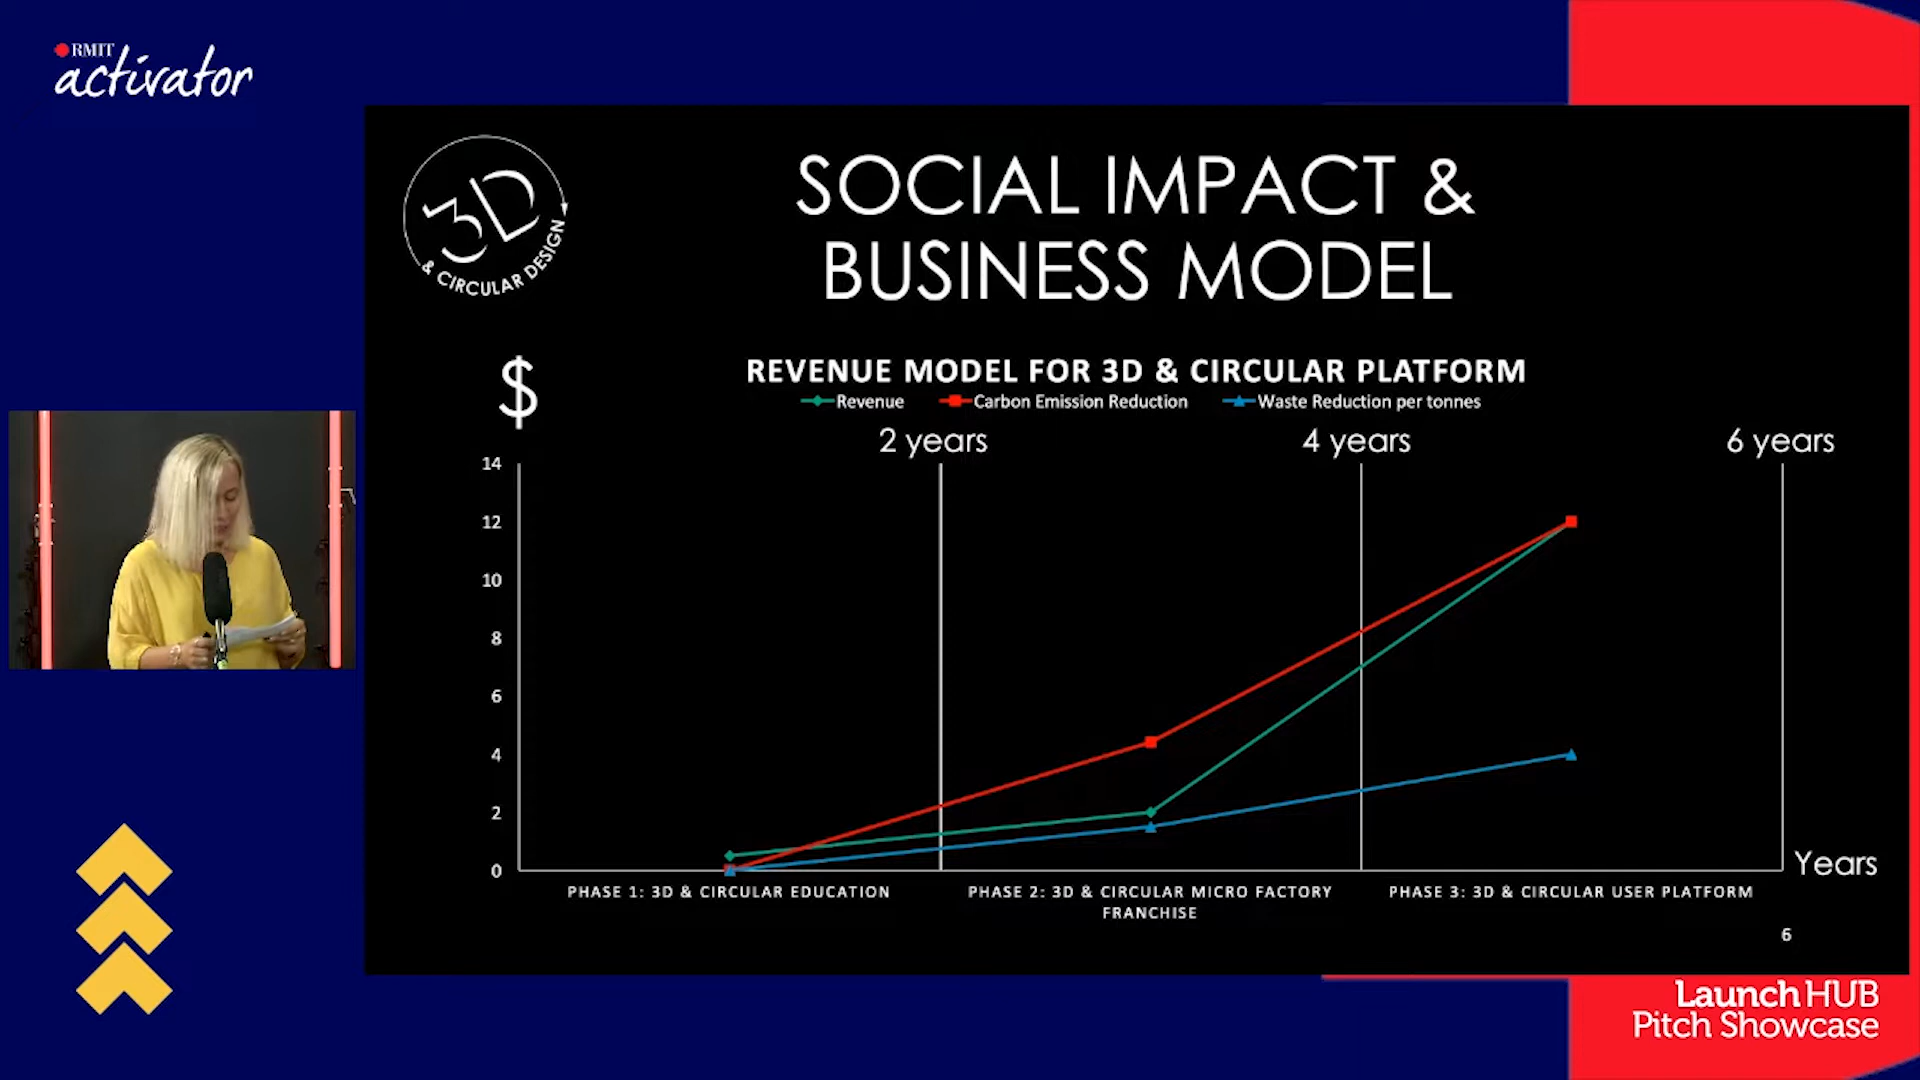 RMIT
activator
3D
& CIRCULAR DESIGN
SOCIAL IMPACT &
BUSINESS MODEL
$
REVENUE MODEL FOR 3D & CIRCULAR PLATFORM
Revenue Carbon Emission Reduction Waste Reduction per tonnes
2 years 4 years 6 years
14
12
10
8
6
4
2
0
Years
PHASE 1: 3D & CIRCULAR EDUCATION
PHASE 2: 3D & CIRCULAR MICRO FACTORY
FRANCHISE
PHASE 3: 3D & CIRCULAR USER PLATFORM
6
Launch HUB
Pitch Showcase